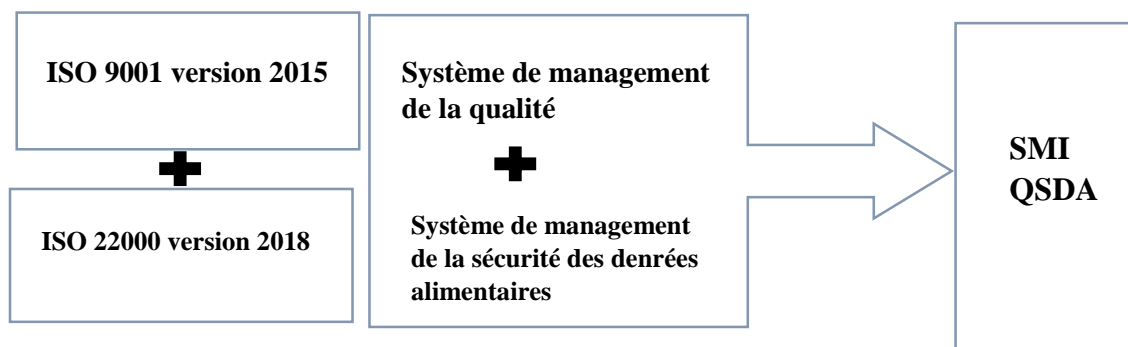 ISO 9001 version 2015
ISO 22000 version 2018
Système de management
de la qualité
Système de management
de la sécurité des denrées
alimentaires
SMI
QSDA